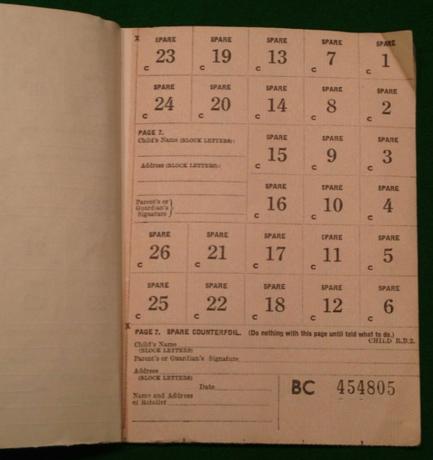 X
SPARE SPARE SPARE SPARE SPARE
C 23 C 19 C 13 C 7 C 1
SPARE SPARE SPARE SPARE SPARE
C 24 C 20 C 14 C 8 C 2
PAGE 7. SPARE SPARE SPARE
Child's Name (BLOCK LETTERS)
C 15 C 9 C 3
Address (BLOCK LETTERS)
SPARE SPARE SPARE
Parent's or
Guardian's
Signature
C 16 C 10 C 4
SPARE SPARE SPARE SPARE SPARE
C 26 C 21 C 17 C 11 C 5
SPARE SPARE SPARE SPARE SPARE
C 25 C 22 C 18 C 12 C 6
X
PAGE 7. SPARE COUNTERFOIL. (Do nothing with this page until told what to do.)
Child's Name CHILD R.B.2.
(BLOCK LETTERS)
Parent's or Guardian's Signature
Address
(BLOCK LETTERS)
Date
Name and Address
of Retailer
BC 454805